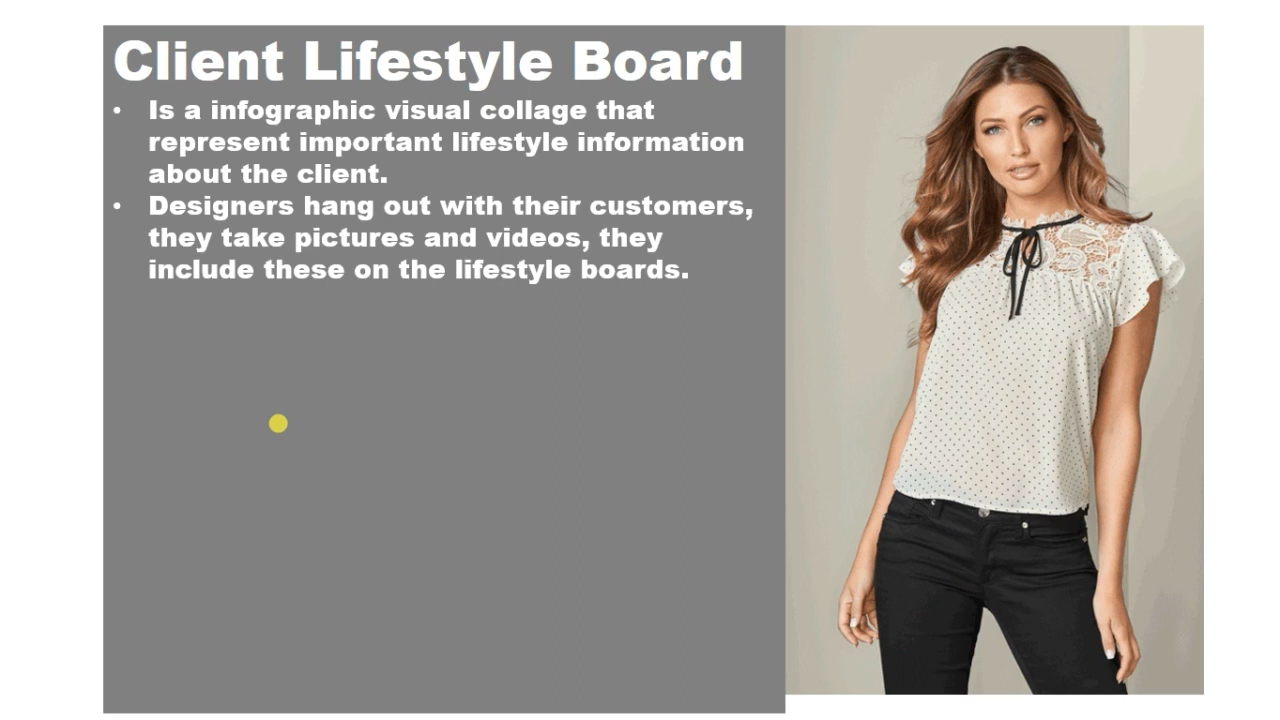 Client Lifestyle Board
• Is a infographic visual collage that
represent important lifestyle information
about the client.
• Designers hang out with their customers,
they take pictures and videos, they
include these on the lifestyle boards.